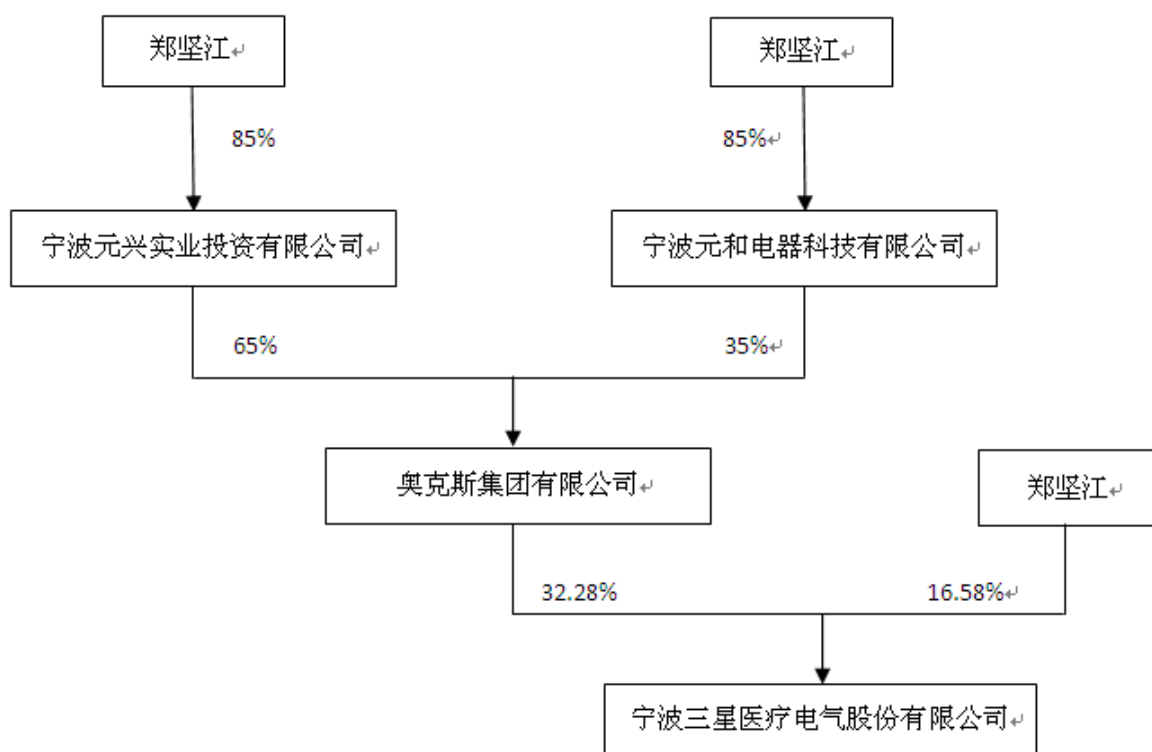 郑坚江↵
郑坚江↵
85%
85%↵
宁波元兴实业投资有限公司↵
宁波元和电器科技有限公司↵
65%
35%↵
奥克斯集团有限公司↵
郑坚江↵
32.28%
16.58%↵
宁波三星医疗电气股份有限公司↵